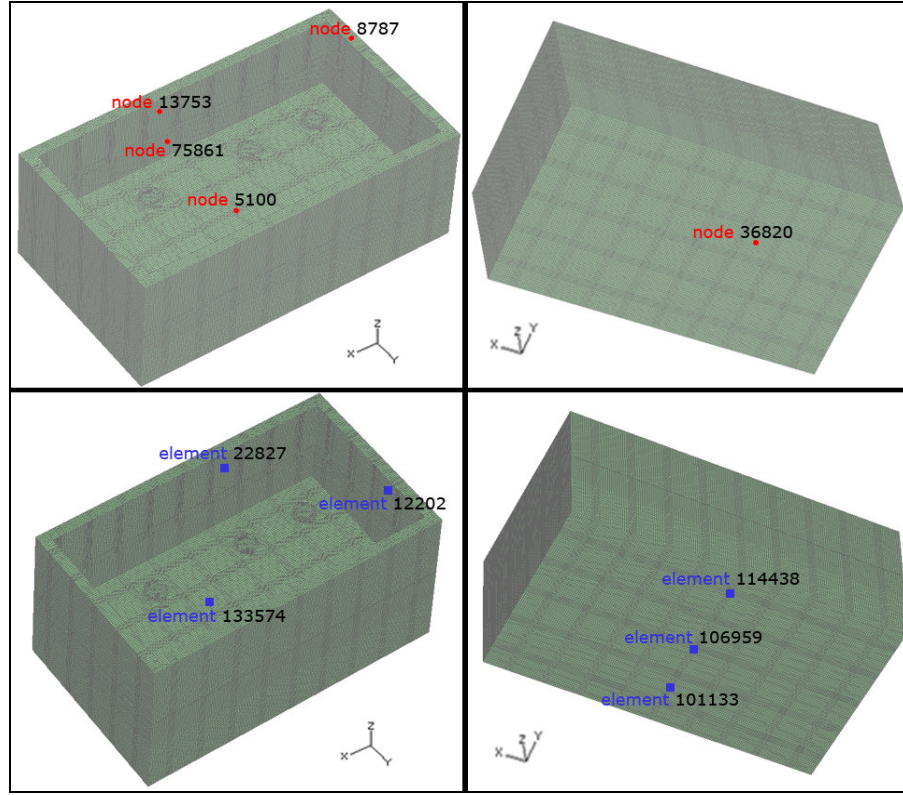 node 8787
node 13753
node 75861
node 5100
Z
X
Y
node 36820
Z
Y
X
element 22827
element 12202
element 133574
Z
X
Y
element 114438
element 106959
element 101133
Z
Y
X